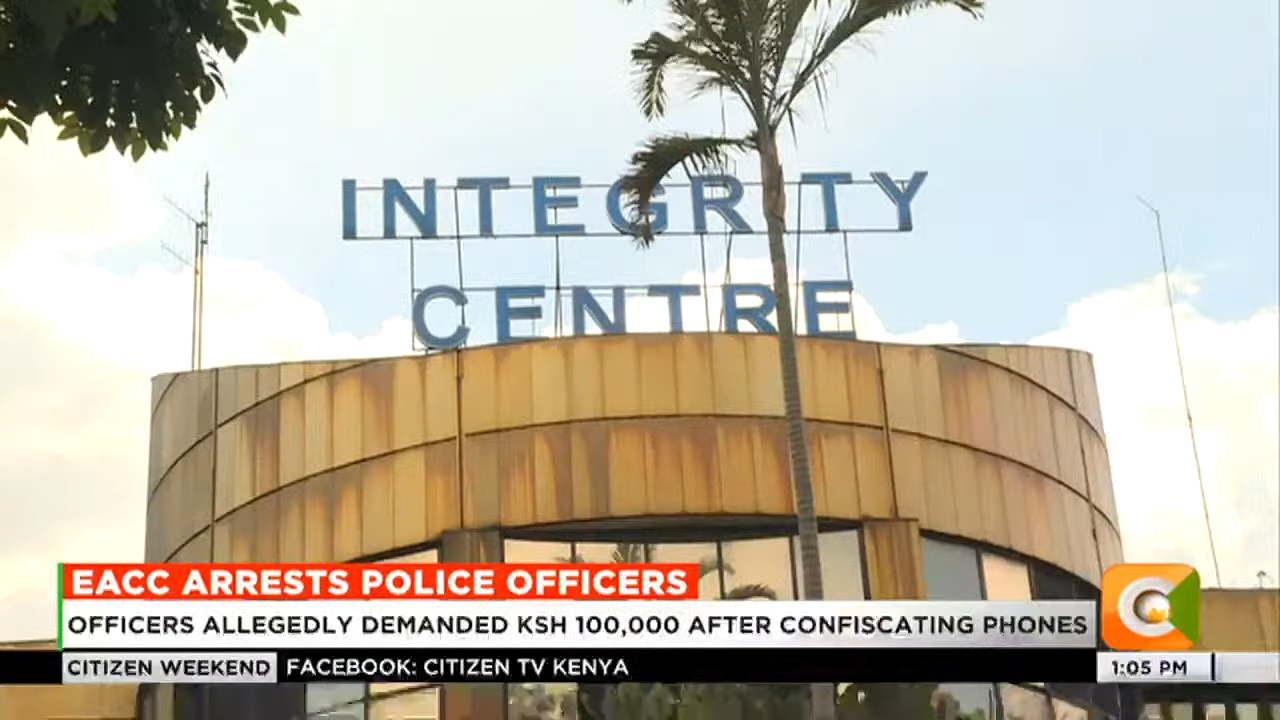 INTEGRITY
CENTRE
EACC ARRESTS POLICE OFFICERS
OFFICERS ALLEGEDLY DEMANDED KSH 100,000 AFTER CONFISCATING PHONES
CITIZEN WEEKEND FACEBOOK: CITIZEN TV KENYA 1:05 PM